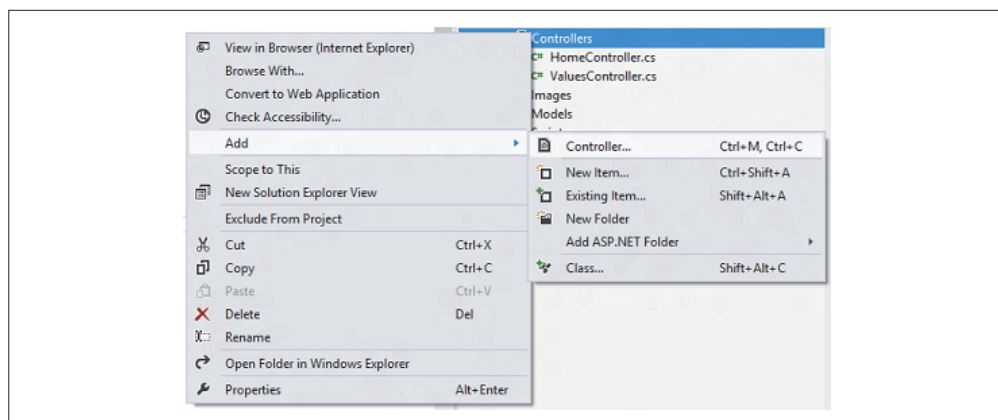 Controllers
HomeController.cs
ValuesController.cs
Images
Models
View in Browser (Internet Explorer)
Browse With...
Convert to Web Application
Check Accessibility...
Add
Scope to This
New Solution Explorer View
Exclude From Project
Cut Ctrl+X
Copy Ctrl+C
Paste Ctrl+V
Delete Del
Rename
Open Folder in Windows Explorer
Properties Alt+Enter
Controller... Ctrl+M, Ctrl+C
New Item... Ctrl+Shift+A
Existing Item... Shift+Alt+A
New Folder
Add ASP.NET Folder
Class... Shift+Alt+C